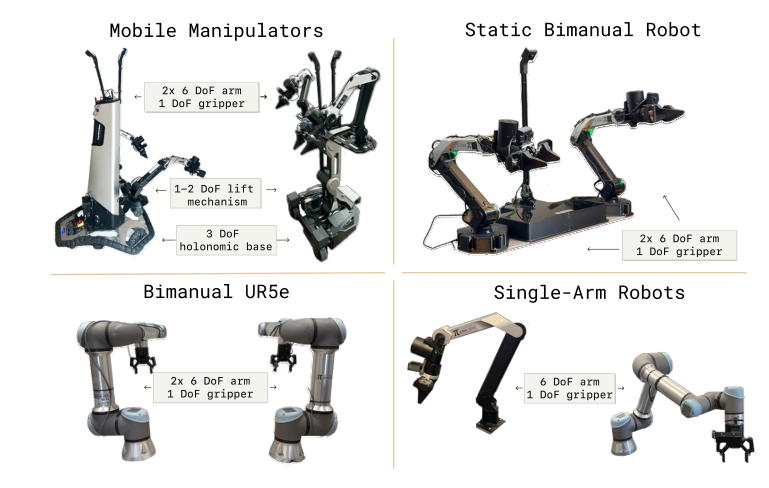 Mobile Manipulators
2x 6 DoF arm
1 DoF gripper
1–2 DoF lift
mechanism
3 DoF
holonomic base
Static Bimanual Robot
2x 6 DoF arm
1 DoF gripper
Bimanual UR5e
2x 6 DoF arm
1 DoF gripper
Single-Arm Robots
6 DoF arm
1 DoF gripper